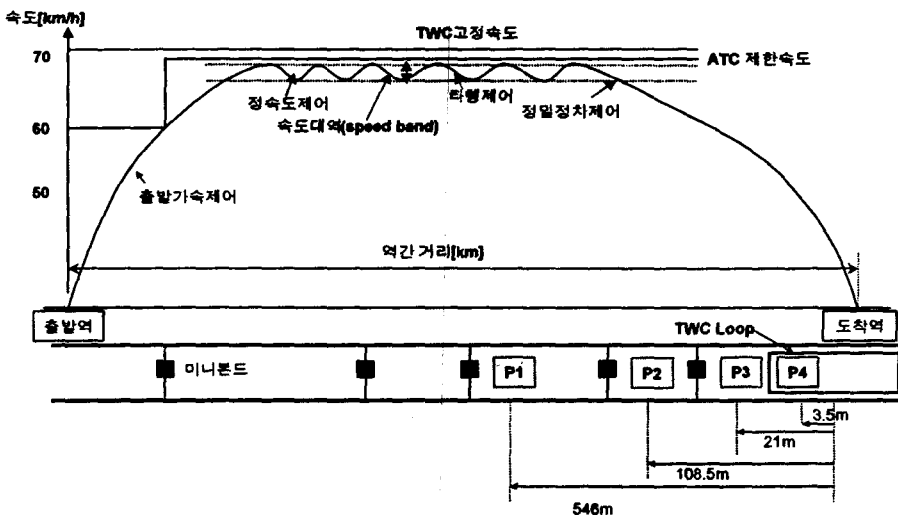 속도[km/h]
TWC고정속도
70
ATC 제한속도
정속도제어
타행제어
속도대역(speed band)
정밀정차제어
60
50
출발가속제어
역간 거리[km]
출발역
도착역
TWC Loop
미니본드
P1
P2
P3
P4
3.5m
21m
108.5m
546m